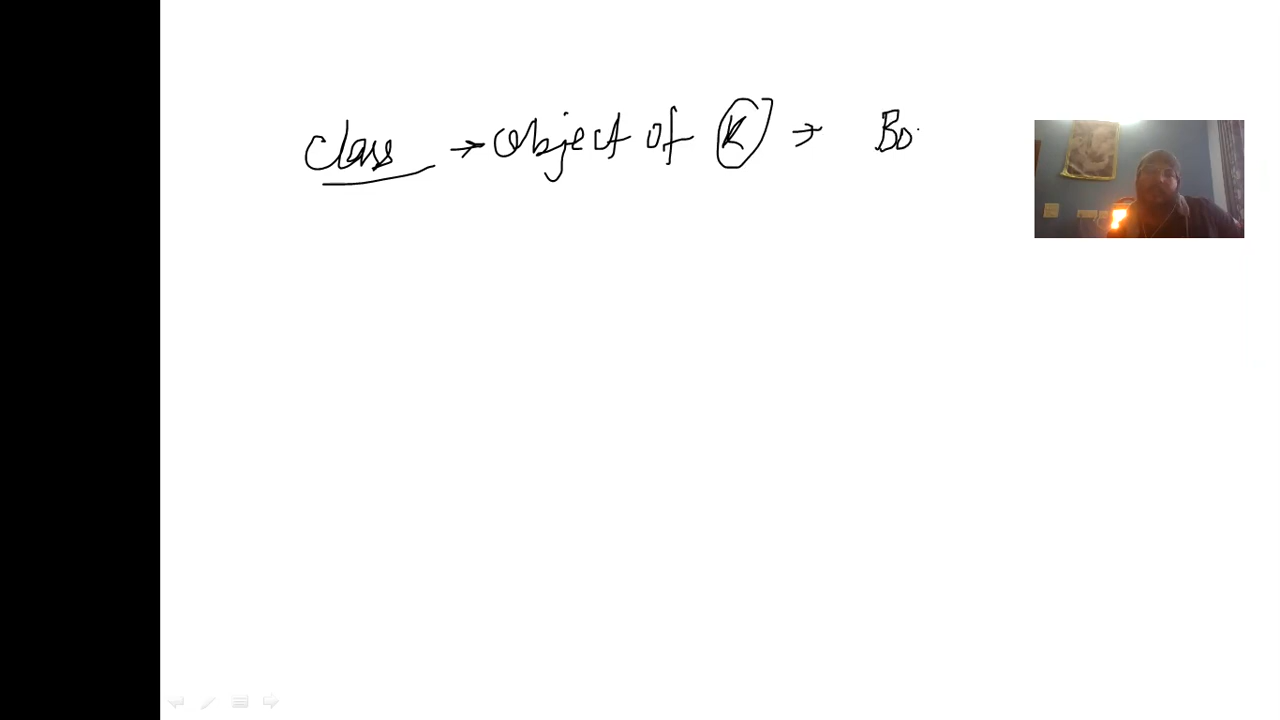 Class → Object of K → Bo